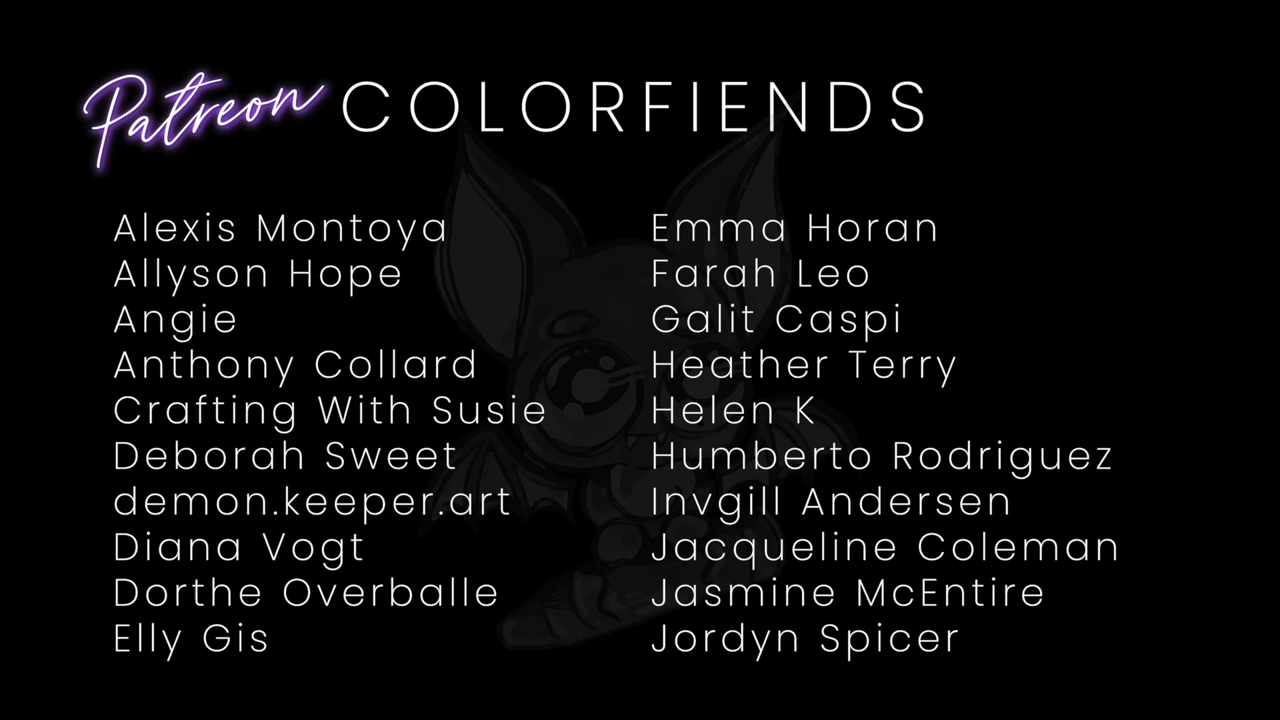 Patreon COLORFIENDS
Alexis Montoya
Allyson Hope
Angie
Anthony Collard
Crafting With Susie
Deborah Sweet
demon.keeper.art
Diana Vogt
Dorthe Overballe
Elly Gis
Emma Horan
Farah Leo
Galit Caspi
Heather Terry
Helen K
Humberto Rodriguez
Invgill Andersen
Jacqueline Coleman
Jasmine McEntire
Jordyn Spicer